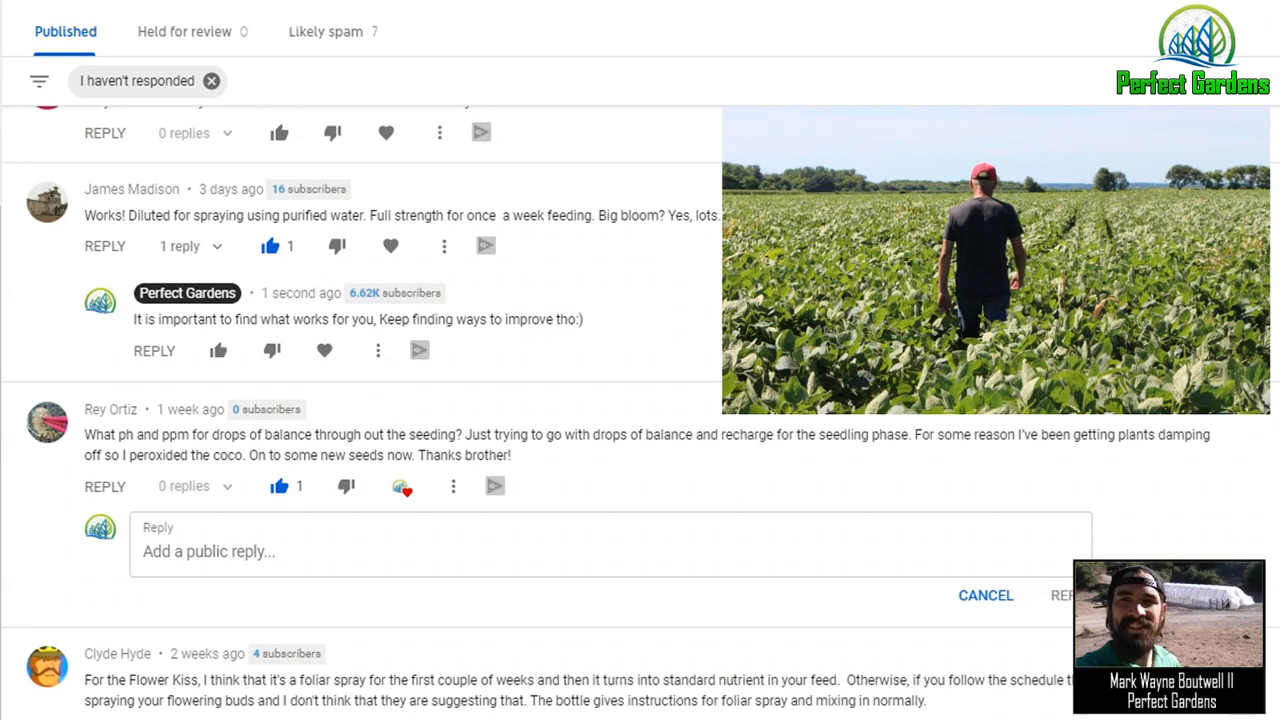 Published Held for review 0 Likely spam 7
Perfect Gardens
I haven't responded
REPLY 0 replies
James Madison • 3 days ago 16 subscribers
Works! Diluted for spraying using purified water. Full strength for once a week feeding. Big bloom? Yes, lots.
REPLY 1 reply 1
Perfect Gardens • 1 second ago 6.62K subscribers
It is important to find what works for you, Keep finding ways to improve tho:)
REPLY
Rey Ortiz • 1 week ago 0 subscribers
What ph and ppm for drops of balance through out the seeding? Just trying to go with drops of balance and recharge for the seedling phase. For some reason I've been getting plants damping
off so I peroxided the coco. On to some new seeds now. Thanks brother!
REPLY 0 replies 1
Reply
Add a public reply...
CANCEL
Clyde Hyde • 2 weeks ago 4 subscribers
For the Flower Kiss, I think that it's a foliar spray for the first couple of weeks and then it turns into standard nutrient in your feed. Otherwise, if you follow the schedule
spraying your flowering buds and I don't think that they are suggesting that. The bottle gives instructions for foliar spray and mixing in normally.
Mark Wayne Boutwell II
Perfect Gardens